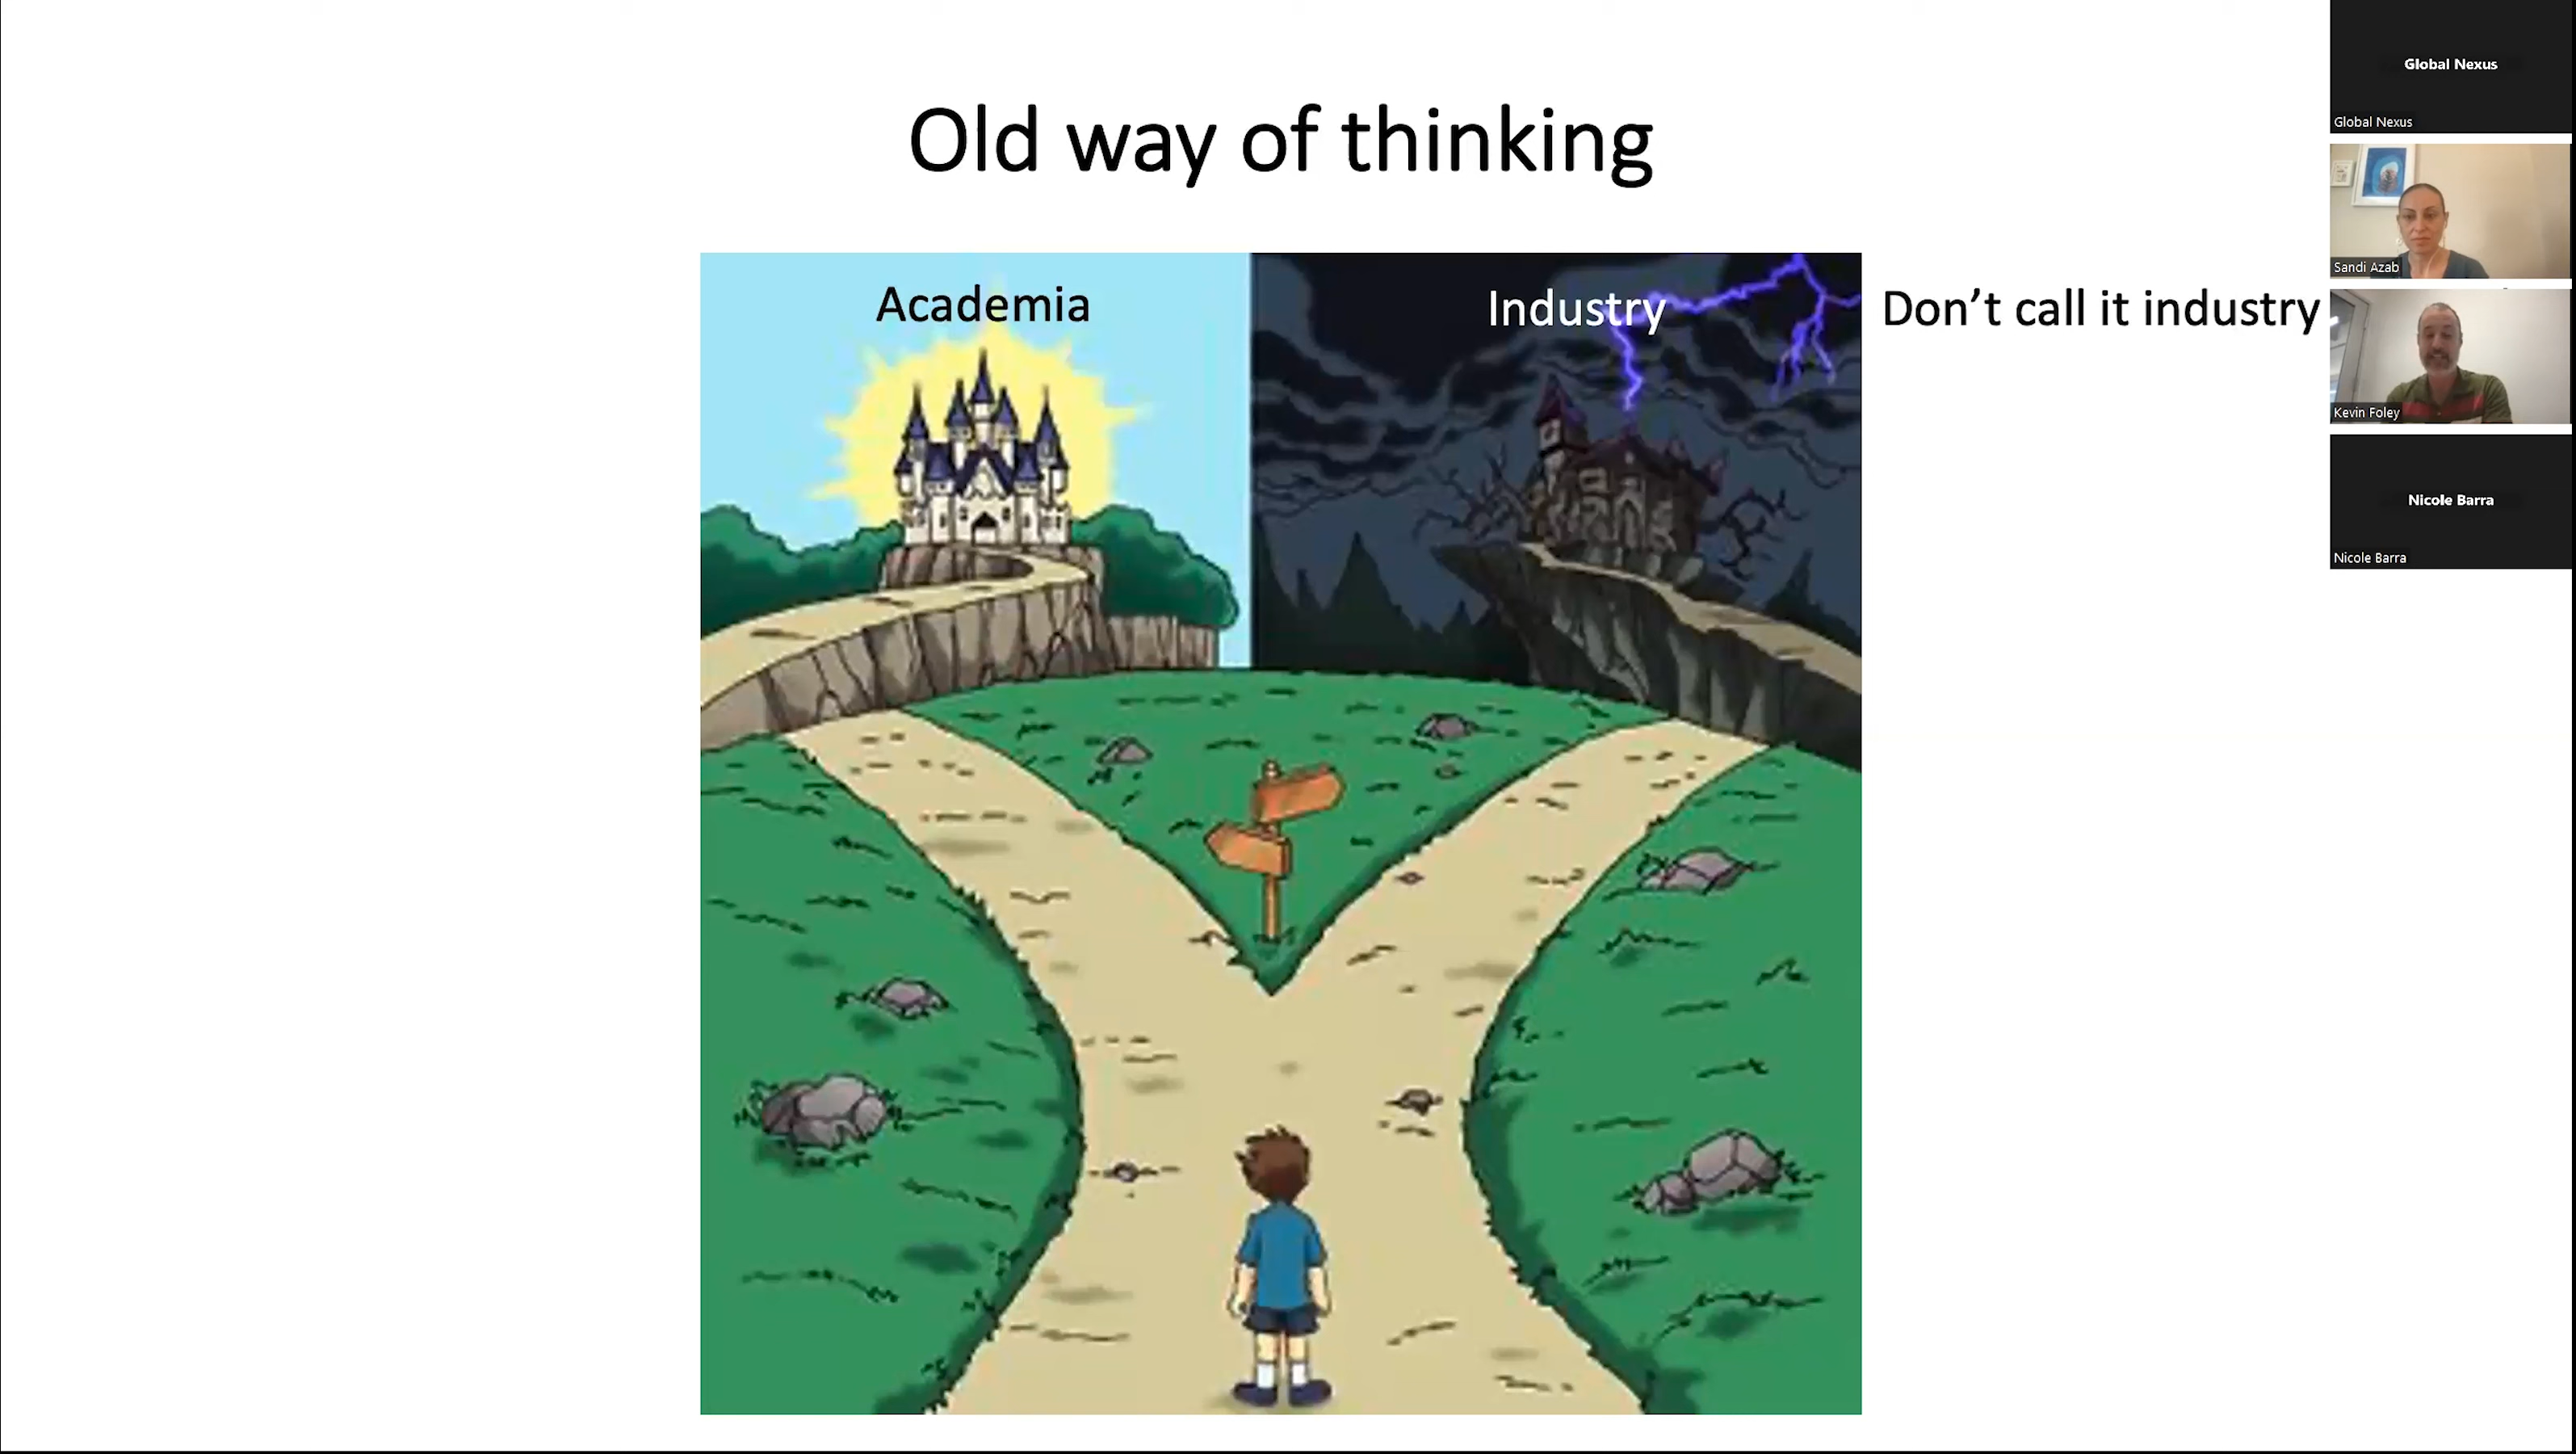 Old way of thinking
Academia
Industry
Don't call it industry
Global Nexus
Global Nexus
Sandi Azab
Kevin Foley
Nicole Barra
Nicole Barra